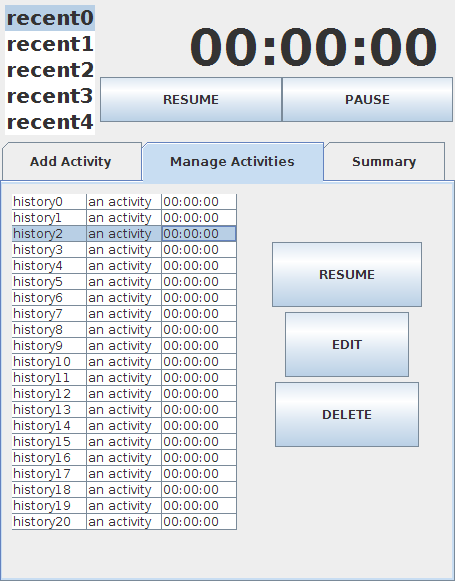 recent0
recent1
recent2
recent3
recent4
00:00:00
RESUME PAUSE
Add Activity Manage Activities Summary
history0 an activity 00:00:00
history1 an activity 00:00:00
history2 an activity 00:00:00
history3 an activity 00:00:00
history4 an activity 00:00:00
history5 an activity 00:00:00
history6 an activity 00:00:00
history7 an activity 00:00:00
history8 an activity 00:00:00
history9 an activity 00:00:00
history10 an activity 00:00:00
history11 an activity 00:00:00
history12 an activity 00:00:00
history13 an activity 00:00:00
history14 an activity 00:00:00
history15 an activity 00:00:00
history16 an activity 00:00:00
history17 an activity 00:00:00
history18 an activity 00:00:00
history19 an activity 00:00:00
history20 an activity 00:00:00
RESUME
EDIT
DELETE